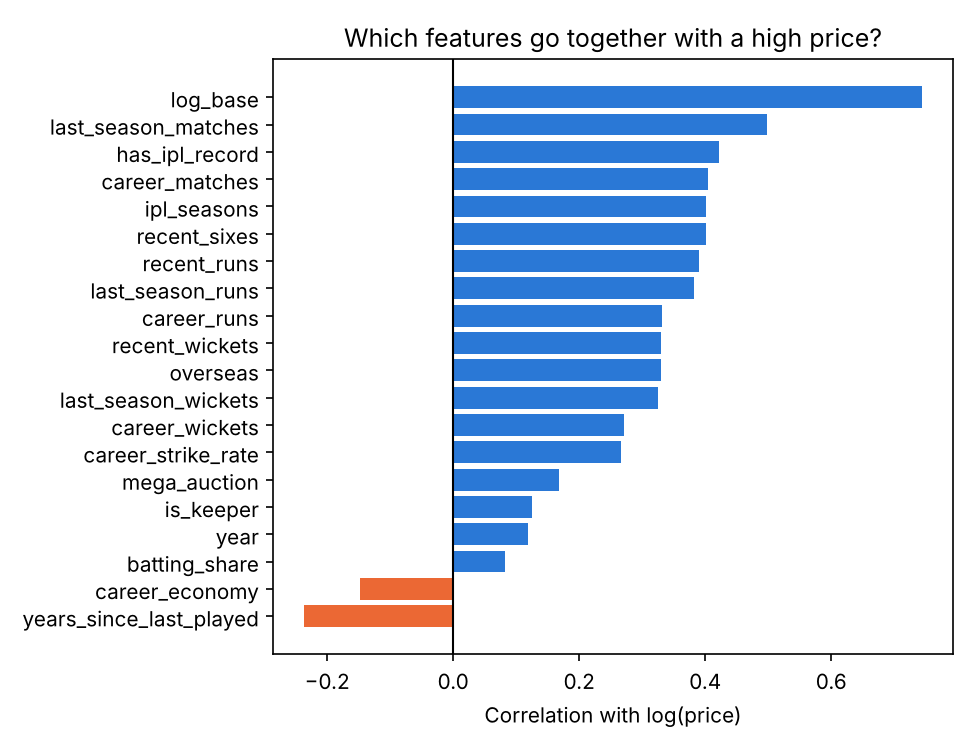 Which features go together with a high price?
log_base
last_season_matches
has_ipl_record
career_matches
ipl_seasons
recent_sixes
recent_runs
last_season_runs
career_runs
recent_wickets
overseas
last_season_wickets
career_wickets
career_strike_rate
mega_auction
is_keeper
year
batting_share
career_economy
years_since_last_played
−0.2 0.0 0.2 0.4 0.6
Correlation with log(price)